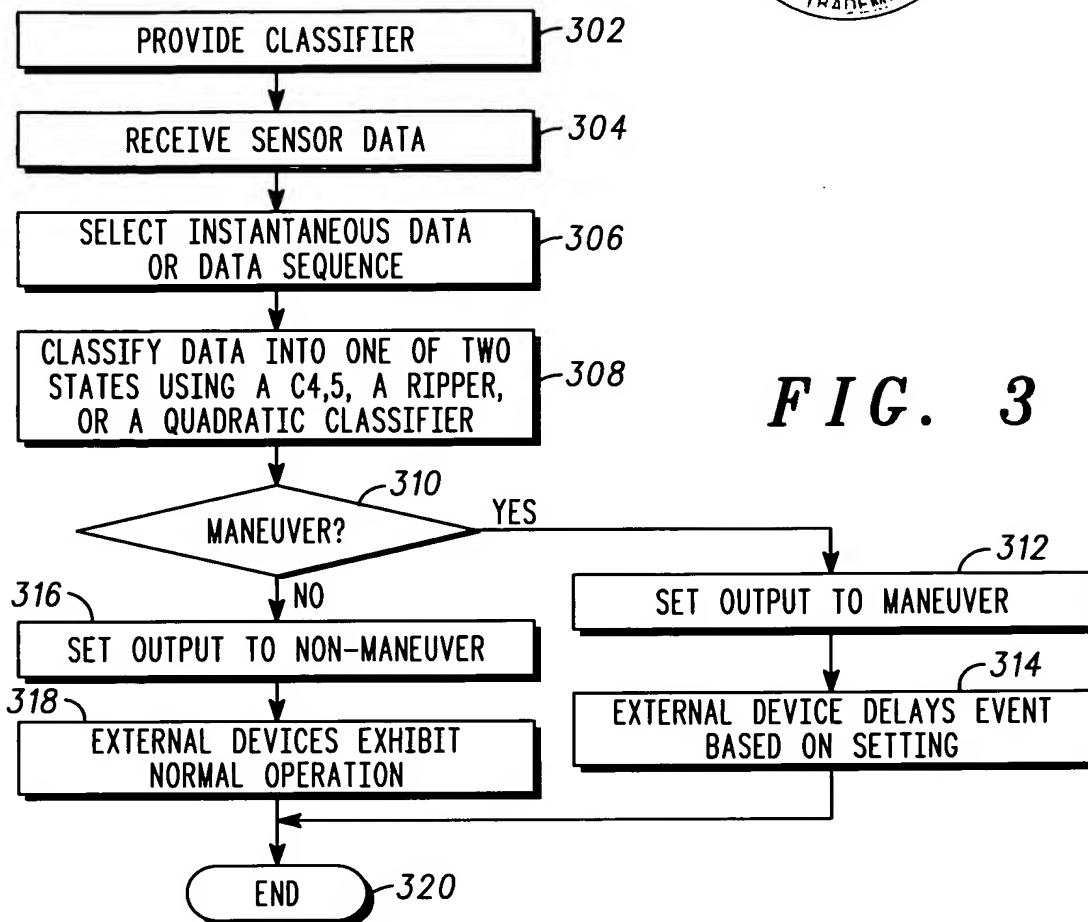 TRADEM
PROVIDE CLASSIFIER
302
RECEIVE SENSOR DATA
304
SELECT INSTANTANEOUS DATA
OR DATA SEQUENCE
306
CLASSIFY DATA INTO ONE OF TWO
STATES USING A C4,5, A RIPPER,
OR A QUADRATIC CLASSIFIER
308
FIG. 3
310
MANEUVER?
YES
312
SET OUTPUT TO MANEUVER
316
NO
SET OUTPUT TO NON-MANEUVER
314
EXTERNAL DEVICE DELAYS EVENT
BASED ON SETTING
318
EXTERNAL DEVICES EXHIBIT
NORMAL OPERATION
END
320